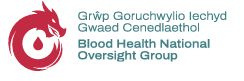 Grŵp Goruchwylio Iechyd
Gwaed Cenedlaethol
Blood Health National
Oversight Group